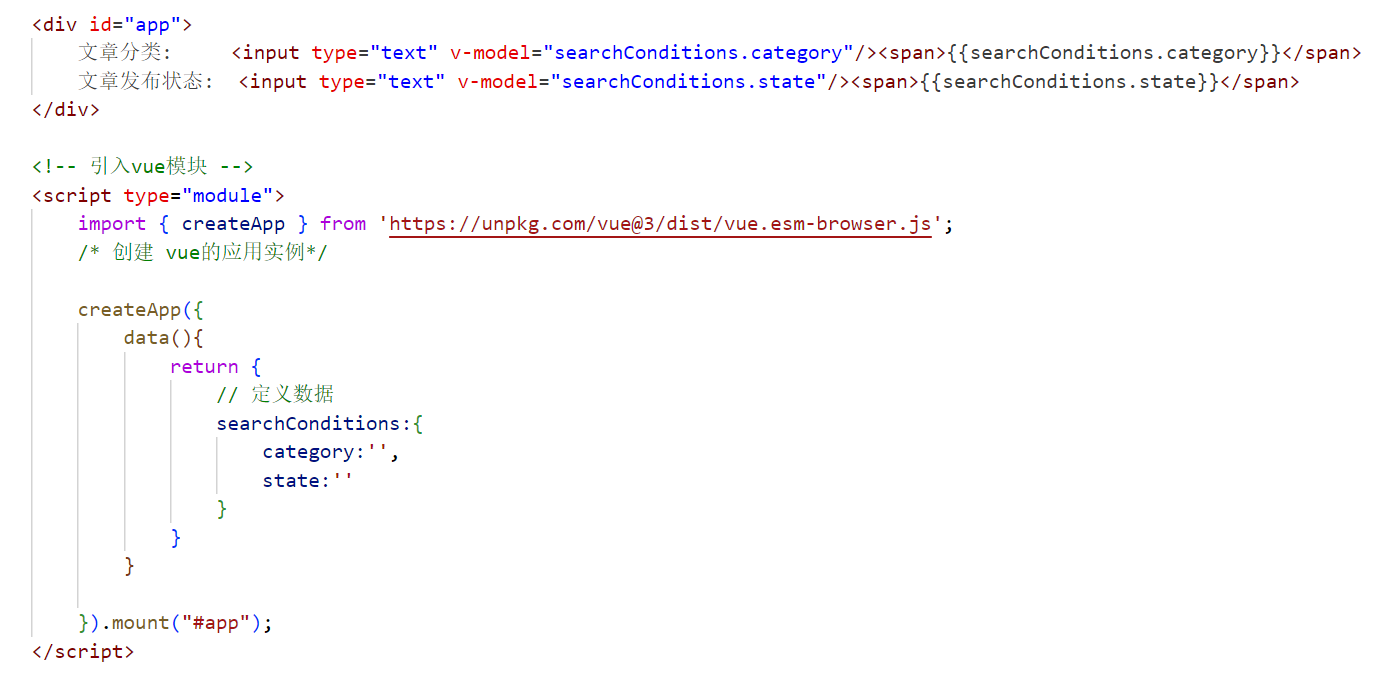 <div id="app">
    文章分类:     <input type="text" v-model="searchConditions.category"/><span>{{searchConditions.category}}</span>
    文章发布状态:  <input type="text" v-model="searchConditions.state"/><span>{{searchConditions.state}}</span>
</div>

<!-- 引入vue模块 -->
<script type="module">
    import { createApp } from 'https://unpkg.com/vue@3/dist/vue.esm-browser.js';
    /* 创建 vue的应用实例*/

    createApp({
        data(){
            return {
                // 定义数据
                searchConditions:{
                    category:'',
                    state:''
                }
            }
        }

    }).mount("#app");
</script>